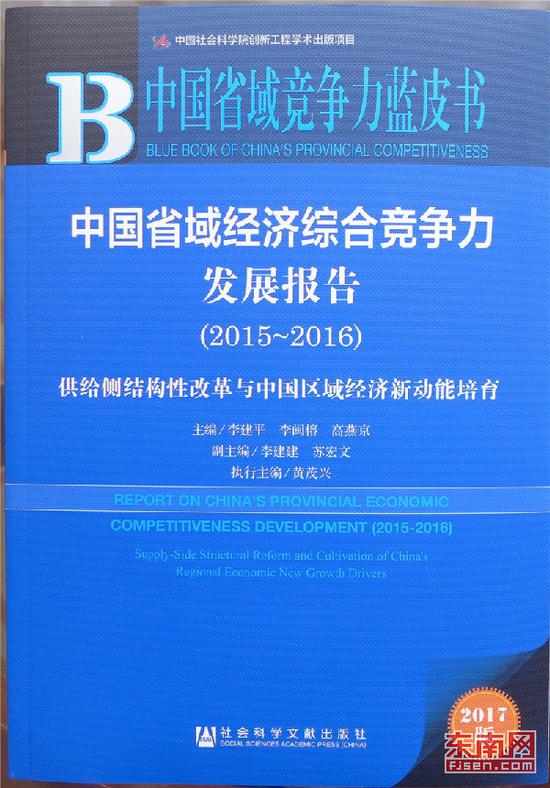 中国社会科学院创新工程学术出版项目
B
中国省域竞争力蓝皮书
BLUE BOOK OF CHINA'S PROVINCIAL COMPETITIVENESS
中国省域经济综合竞争力
发展报告
(2015~2016)
供给侧结构性改革与中国区域经济新动能培育
主编/李建平 李闽榕 高燕京
副主编/李建建 苏宏文
执行主编/黄茂兴
REPORT ON CHINA'S PROVINCIAL ECONOMIC
COMPETITIVENESS DEVELOPMENT (2015-2016)
Supply-Side Structural Reform and Cultivation of China's
Regional Economic New Growth Drivers
2017
版
社会科学文献出版社
SOCIAL SCIENCES ACADEMIC PRESS (CHINA)
东南网
fjsen.com